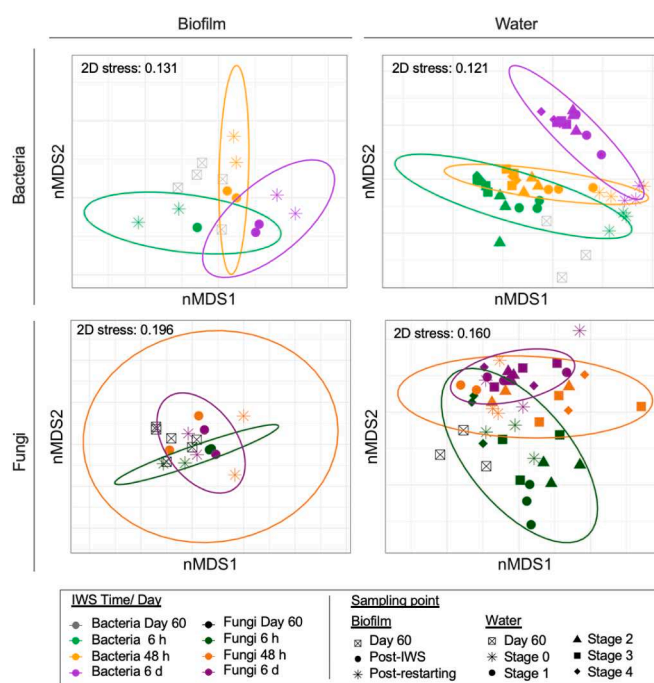 Biofilm
Water
Bacteria
2D stress: 0.131
nMDS2
nMDS1
2D stress: 0.121
nMDS2
nMDS1
Fungi
2D stress: 0.196
nMDS2
nMDS1
2D stress: 0.160
nMDS2
nMDS1
IWS Time/ Day
Bacteria Day 60
Bacteria 6 h
Bacteria 48 h
Bacteria 6 d
Fungi Day 60
Fungi 6 h
Fungi 48 h
Fungi 6 d
Sampling point
Biofilm
Day 60
Post-IWS
Post-restarting
Water
Day 60
Stage 0
Stage 1
Stage 2
Stage 3
Stage 4